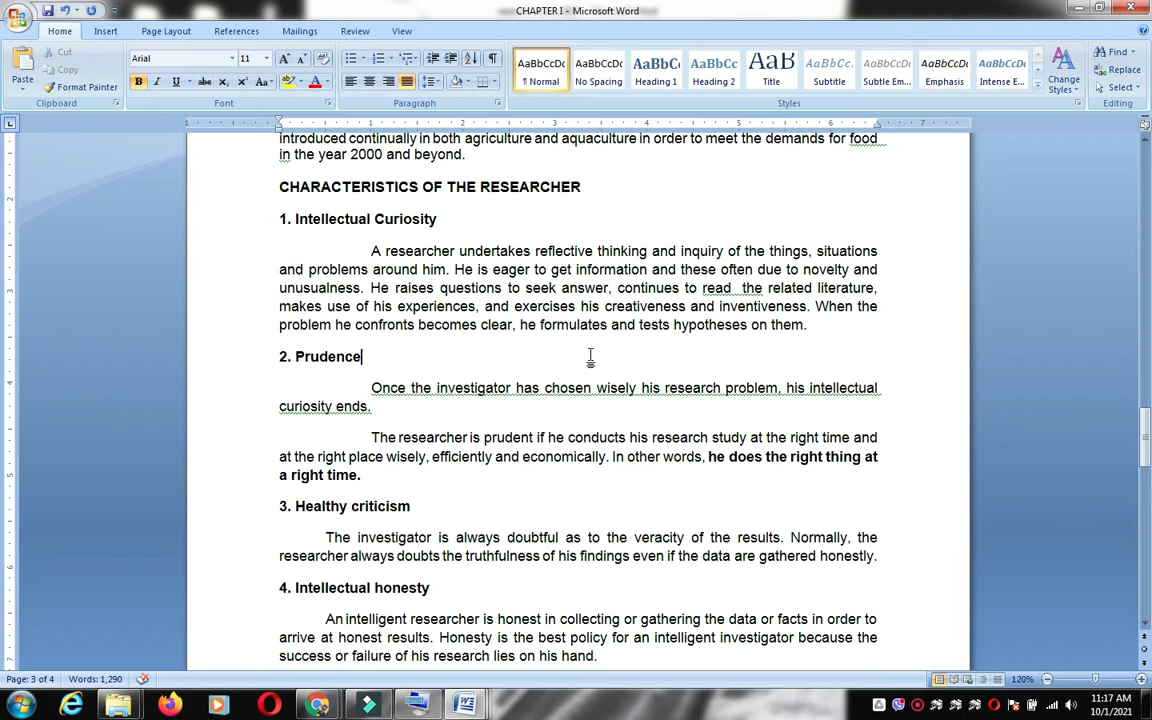 CHAPTER I - Microsoft Word
Home Insert Page Layout References Mailings Review View
Paste
Cut
Copy
Format Painter
Clipboard
Arial 11
B I U abc x₂ x² Aa
Font
Paragraph
AaBbCcDc AaBbCcDc AaBbC AaBbCc AaB AaBbCc. AaBbCcDc AaBbCcDc AaBbCcDc
¶ Normal No Spacing Heading 1 Heading 2 Title Subtitle Subtle Em... Emphasis Intense E...
Change Styles
Styles
Find
Replace
Select
Editing
introduced continually in both agriculture and aquaculture in order to meet the demands for food
in the year 2000 and beyond.
CHARACTERISTICS OF THE RESEARCHER
1. Intellectual Curiosity
A researcher undertakes reflective thinking and inquiry of the things, situations
and problems around him. He is eager to get information and these often due to novelty and
unusualness. He raises questions to seek answer, continues to read the related literature,
makes use of his experiences, and exercises his creativeness and inventiveness. When the
problem he confronts becomes clear, he formulates and tests hypotheses on them.
2. Prudence
Once the investigator has chosen wisely his research problem, his intellectual
curiosity ends.
The researcher is prudent if he conducts his research study at the right time and
at the right place wisely, efficiently and economically. In other words, he does the right thing at
a right time.
3. Healthy criticism
The investigator is always doubtful as to the veracity of the results. Normally, the
researcher always doubts the truthfulness of his findings even if the data are gathered honestly.
4. Intellectual honesty
An intelligent researcher is honest in collecting or gathering the data or facts in order to
arrive at honest results. Honesty is the best policy for an intelligent investigator because the
success or failure of his research lies on his hand.
Page: 3 of 4 Words: 1,290 120%
11:17 AM
10/1/2021